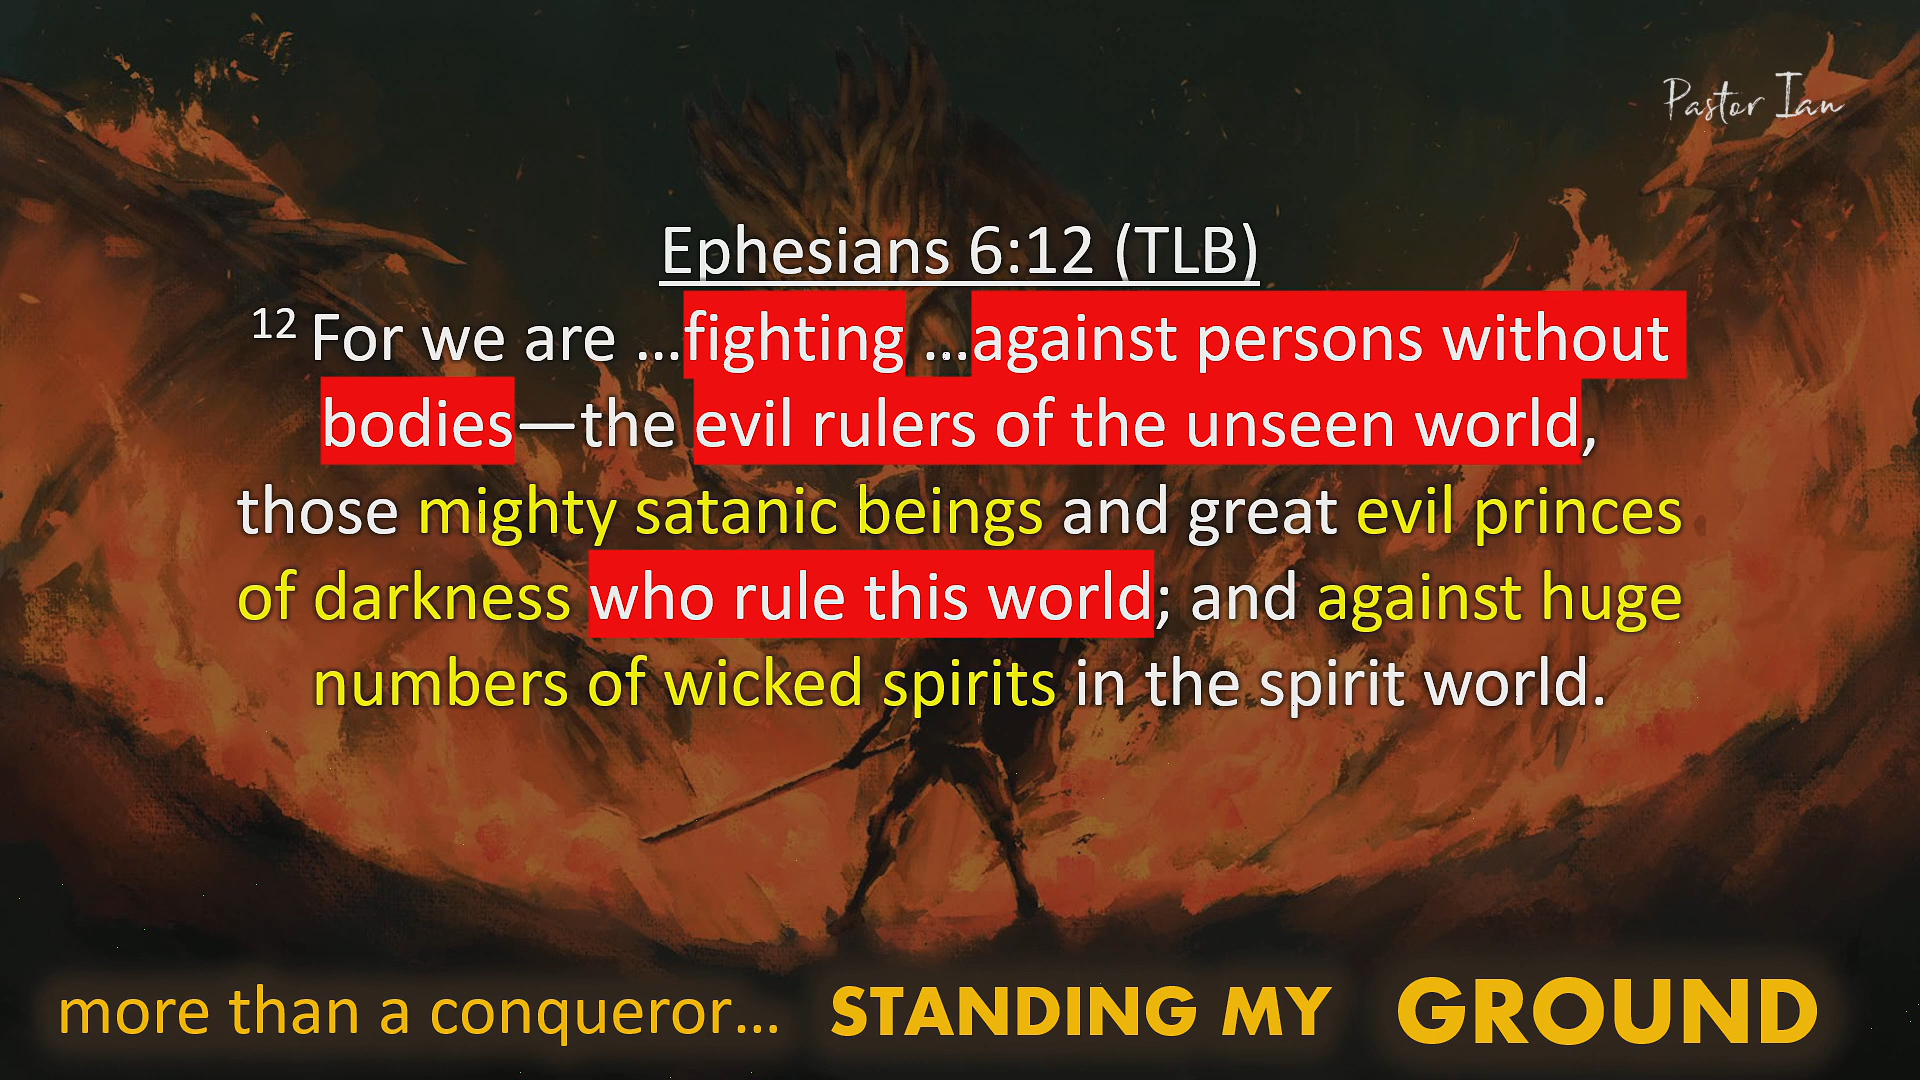 Pastor Ian
Ephesians 6:12 (TLB)
12 For we are …fighting …against persons without
bodies—the evil rulers of the unseen world,
those mighty satanic beings and great evil princes
of darkness who rule this world; and against huge
numbers of wicked spirits in the spirit world.
more than a conqueror… STANDING MY GROUND